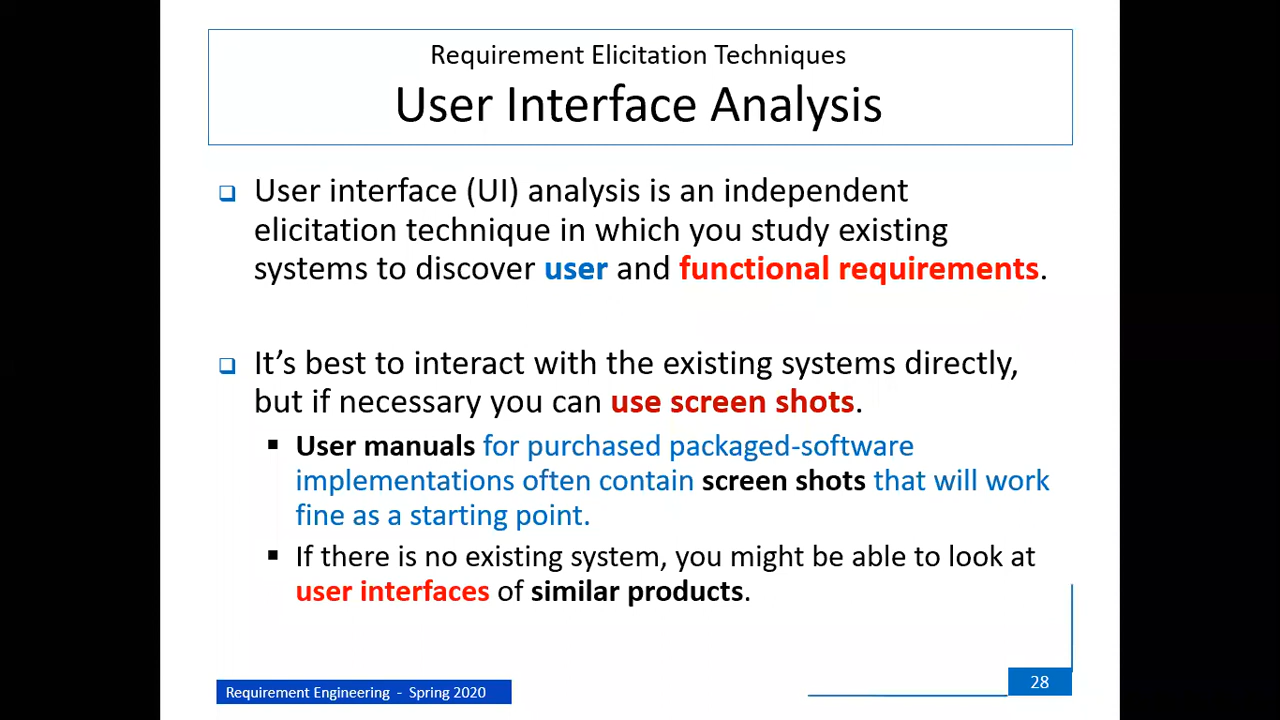 Requirement Elicitation Techniques
User Interface Analysis
User interface (UI) analysis is an independent
elicitation technique in which you study existing
systems to discover user and functional requirements.
It’s best to interact with the existing systems directly,
but if necessary you can use screen shots.
User manuals for purchased packaged-software
implementations often contain screen shots that will work
fine as a starting point.
If there is no existing system, you might be able to look at
user interfaces of similar products.
Requirement Engineering - Spring 2020
28